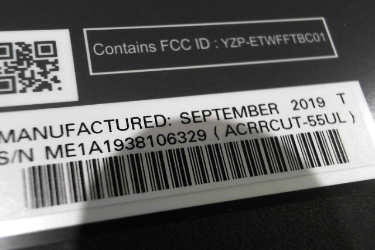 Contains FCC ID : YZP-ETWFFTBC01
MANUFACTURED: SEPTEMBER 2019 T
S/N ME1A1938106329 ( ACRRCUT-55UL )